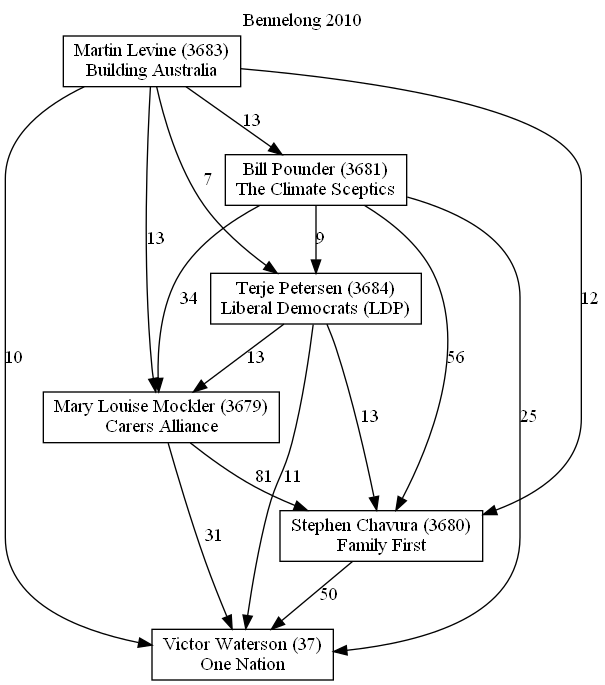 Bennelong 2010
Martin Levine (3683)
Building Australia
13
Bill Pounder (3681)
The Climate Sceptics
7
13
34
9
12
Terje Petersen (3684)
Liberal Democrats (LDP)
10
13
56
Mary Louise Mockler (3679)
Carers Alliance
13
25
81
11
Stephen Chavura (3680)
Family First
31
50
Victor Waterson (37)
One Nation